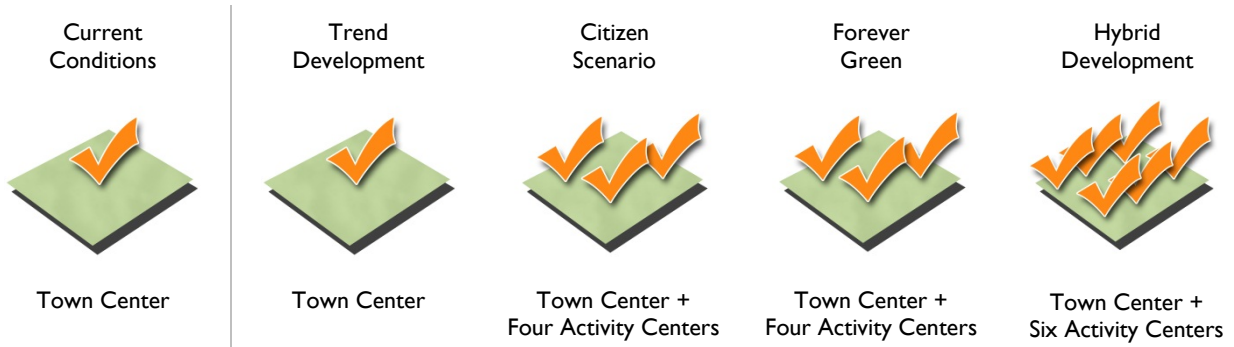 Current
Conditions
Trend
Development
Citizen
Scenario
Forever
Green
Hybrid
Development
Town Center
Town Center
Town Center +
Four Activity Centers
Town Center +
Four Activity Centers
Town Center +
Six Activity Centers